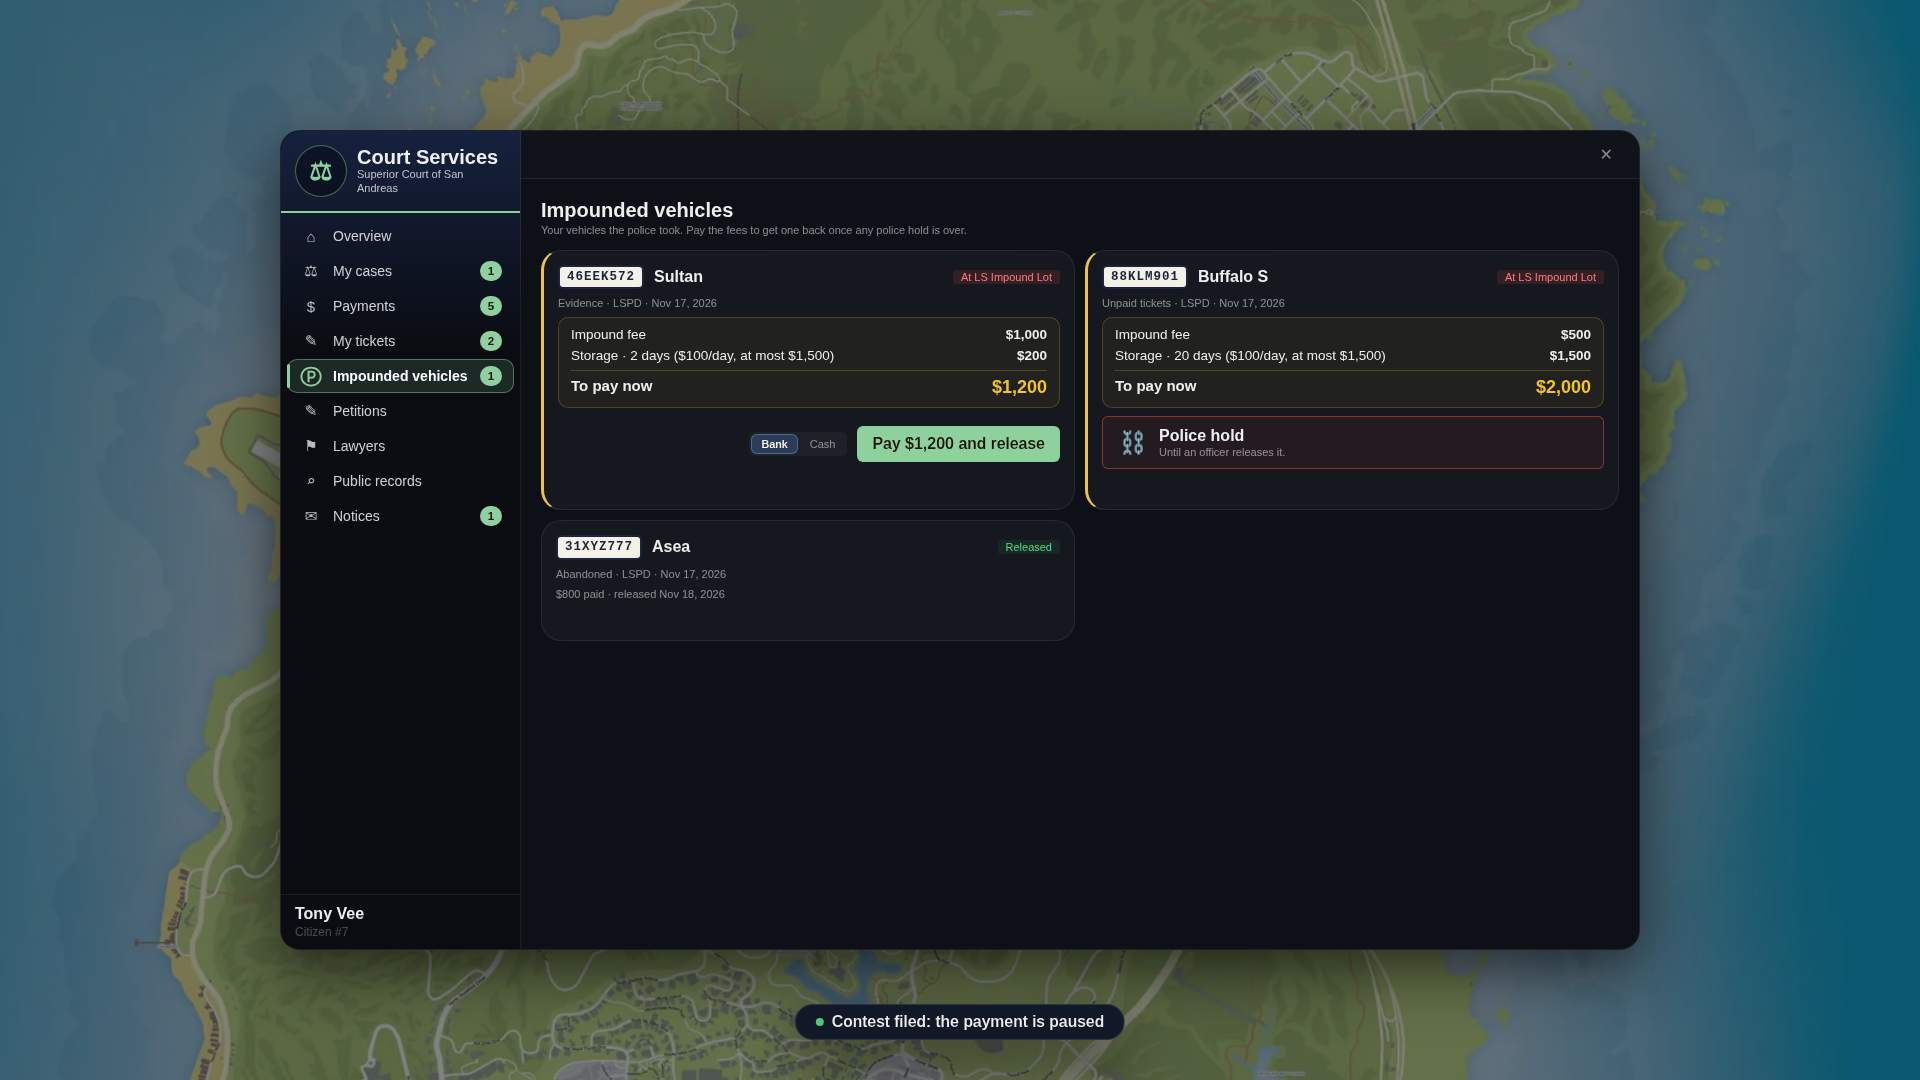 Court Services
Superior Court of San
Andreas
Overview
My cases 1
Payments 5
My tickets 2
Impounded vehicles 1
Petitions
Lawyers
Public records
Notices 1
Tony Vee
Citizen #7
Impounded vehicles
Your vehicles the police took. Pay the fees to get one back once any police hold is over.
46EEK572 Sultan At LS Impound Lot
Evidence · LSPD · Nov 17, 2026
Impound fee $1,000
Storage · 2 days ($100/day, at most $1,500) $200
To pay now $1,200
Bank Cash Pay $1,200 and release
88KLM901 Buffalo S At LS Impound Lot
Unpaid tickets · LSPD · Nov 17, 2026
Impound fee $500
Storage · 20 days ($100/day, at most $1,500) $1,500
To pay now $2,000
Police hold
Until an officer releases it.
31XYZ777 Asea Released
Abandoned · LSPD · Nov 17, 2026
$800 paid · released Nov 18, 2026
Contest filed: the payment is paused